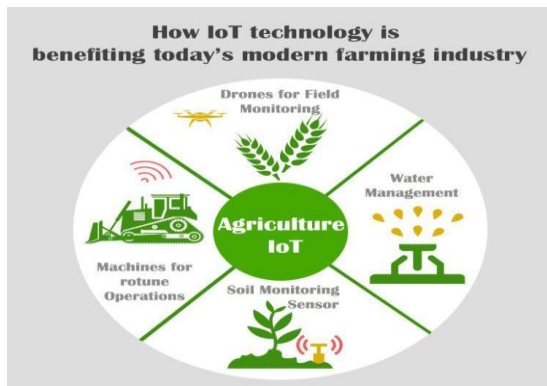 How IoT technology is
benefiting today's modern farming industry
Drones for Field
Monitoring
Water
Management
Agriculture
IoT
Machines for
rotune
Operations
Soil Monitoring
Sensor